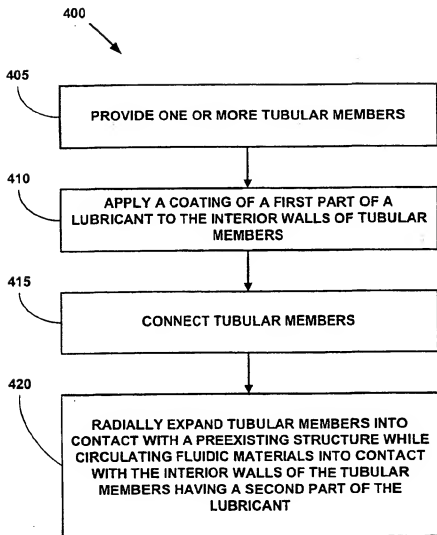 400
405
PROVIDE ONE OR MORE TUBULAR MEMBERS
410
APPLY A COATING OF A FIRST PART OF A
LUBRICANT TO THE INTERIOR WALLS OF TUBULAR
MEMBERS
415
CONNECT TUBULAR MEMBERS
420
RADIALLY EXPAND TUBULAR MEMBERS INTO
CONTACT WITH A PREEXISTING STRUCTURE WHILE
CIRCULATING FLUIDIC MATERIALS INTO CONTACT
WITH THE INTERIOR WALLS OF THE TUBULAR
MEMBERS HAVING A SECOND PART OF THE
LUBRICANT